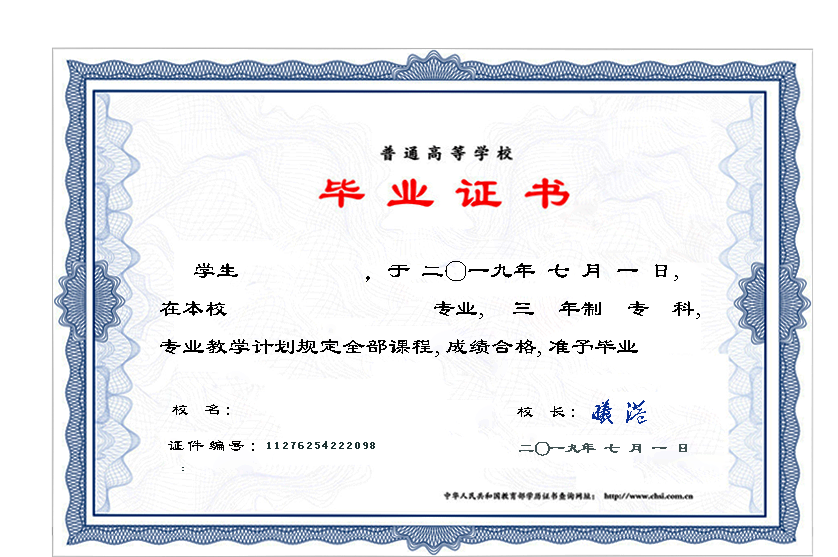 普通高等学校
毕业证书
学生 ，于 二〇一九年 七 月 一 日,
在本校 专业, 三 年制 专 科,
专业教学计划规定全部课程, 成绩合格, 准予毕业
校 名：
校 长：
证件编号：11276254222098
二〇一九年 七 月 一 日
:
中华人民共和国教育部学历证书查询网址： http://www.chsi.com.cn